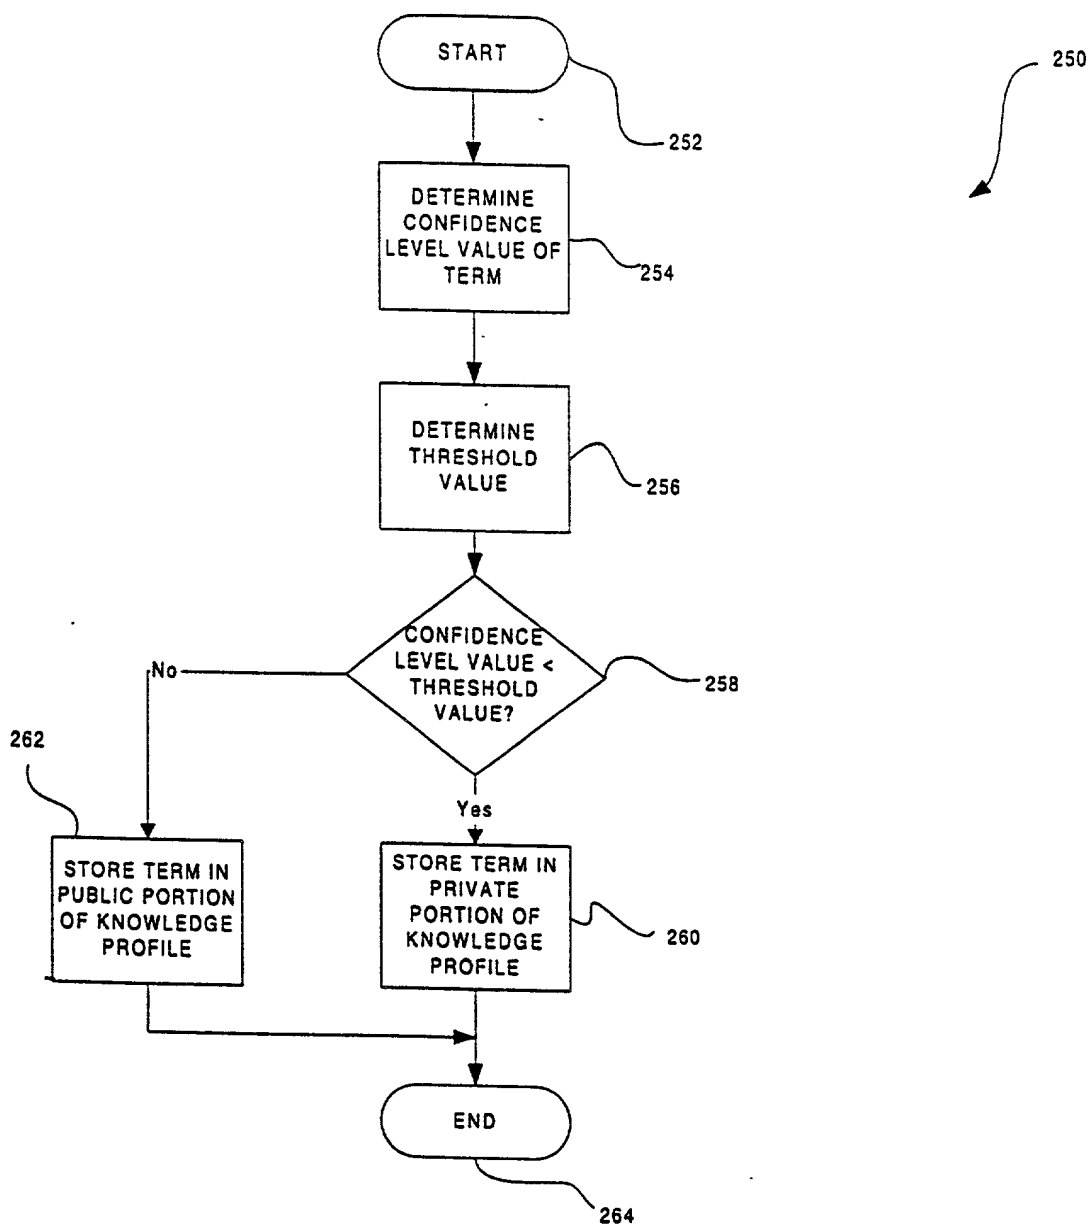 START
250
252
DETERMINE
CONFIDENCE
LEVEL VALUE OF
TERM
254
DETERMINE
THRESHOLD
VALUE
256
CONFIDENCE
LEVEL VALUE <
THRESHOLD
VALUE?
258
No
262
Yes
STORE TERM IN
PUBLIC PORTION
OF KNOWLEDGE
PROFILE
STORE TERM IN
PRIVATE
PORTION OF
KNOWLEDGE
PROFILE
260
END
264